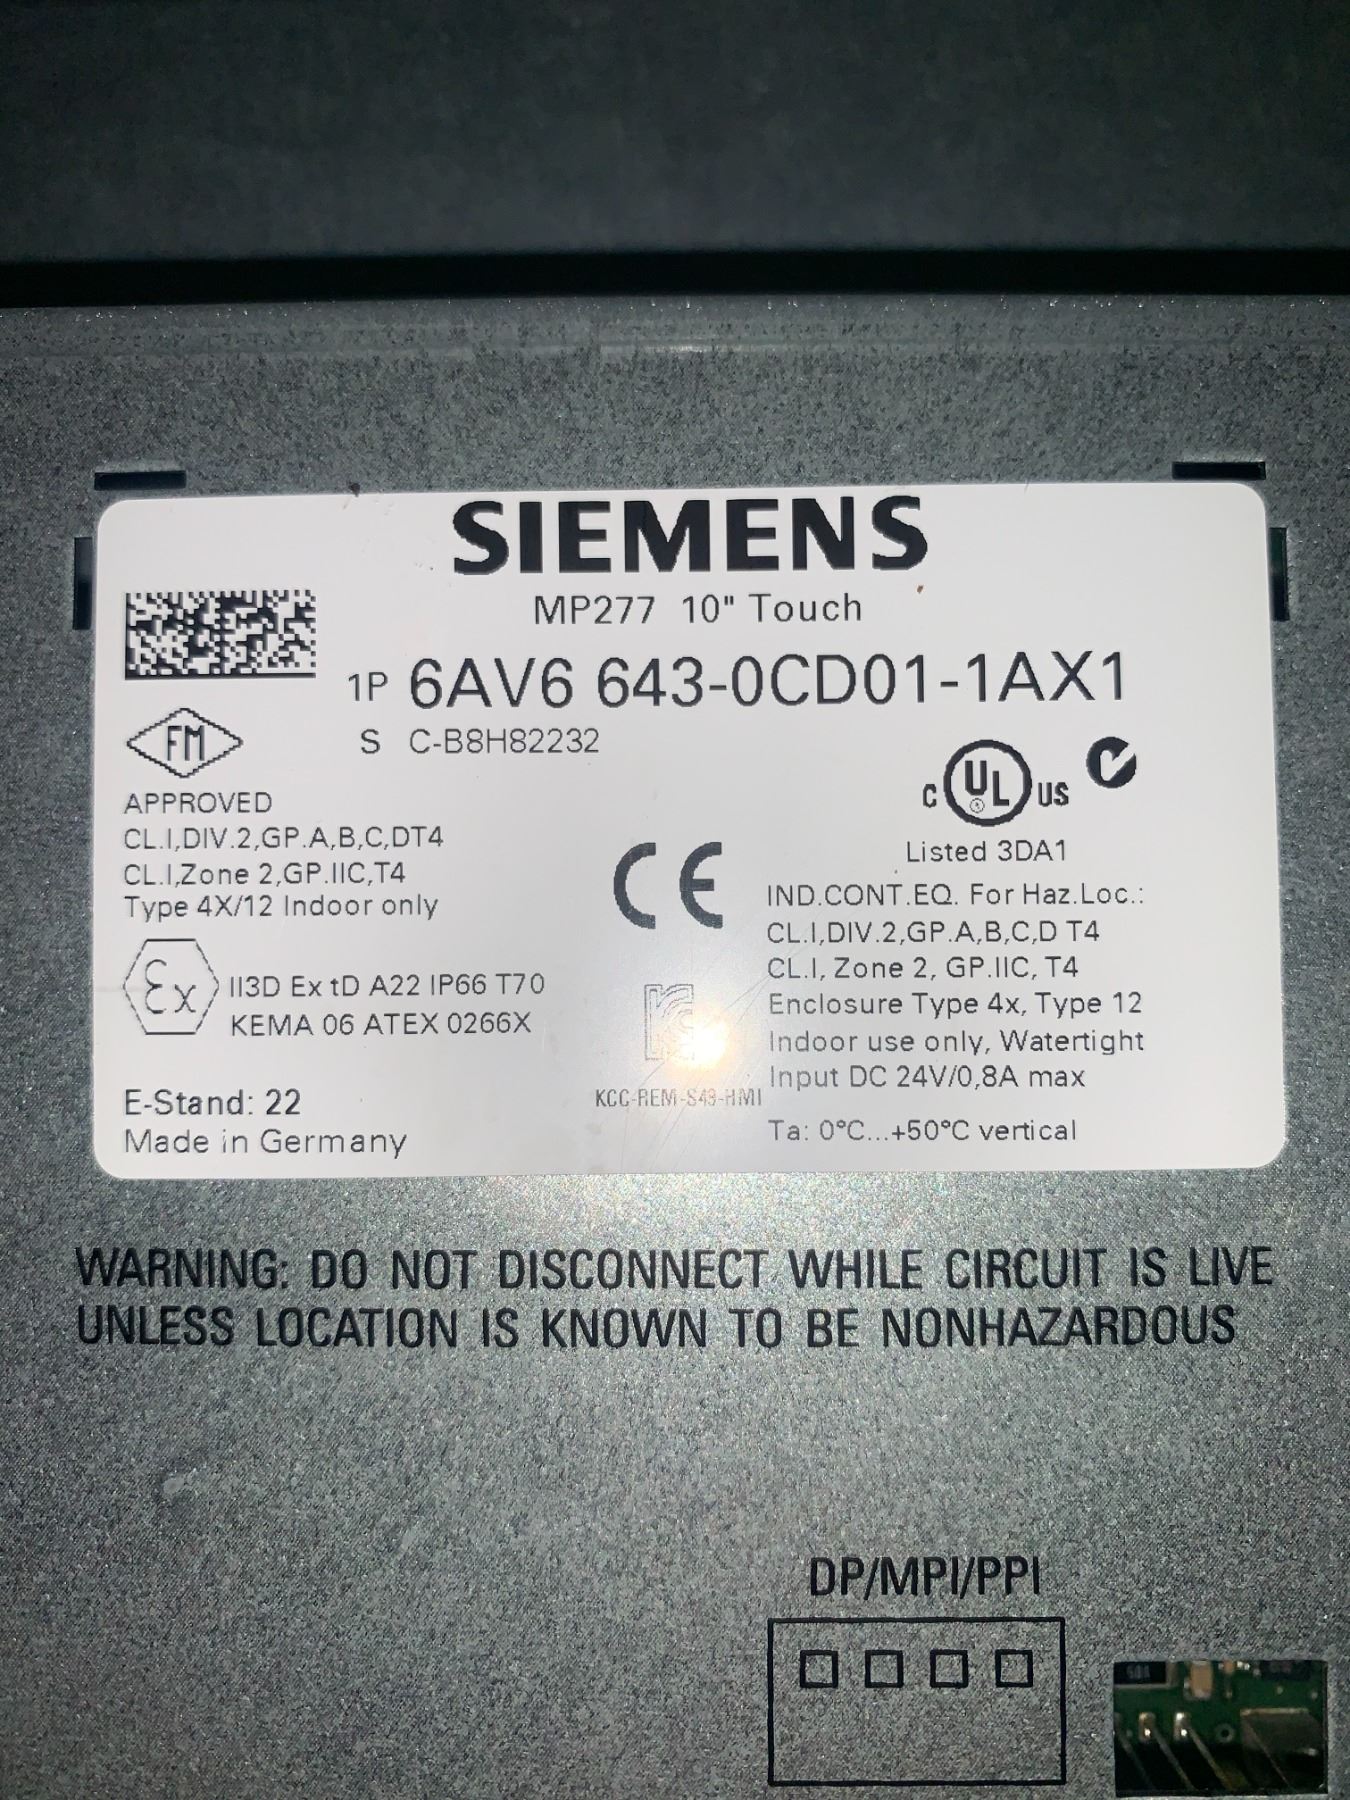 SIEMENS
MP277 10" Touch
1P 6AV6 643-0CD01-1AX1
S C-B8H82232
FM
APPROVED
CL.I,DIV.2,GP.A,B,C,DT4
CL.I,Zone 2,GP.IIC,T4
Type 4X/12 Indoor only
Ex II3D Ex tD A22 IP66 T70
KEMA 06 ATEX 0266X
E-Stand: 22
Made in Germany
CE
KCC-REM-S49-HMI
C UL US
Listed 3DA1
IND.CONT.EQ. For Haz.Loc.:
CL.I,DIV.2,GP.A,B,C,D T4
CL.I, Zone 2, GP.IIC, T4
Enclosure Type 4x, Type 12
Indoor use only, Watertight
Input DC 24V/0,8A max
Ta: 0°C...+50°C vertical
WARNING: DO NOT DISCONNECT WHILE CIRCUIT IS LIVE
UNLESS LOCATION IS KNOWN TO BE NONHAZARDOUS
DP/MPI/PPI